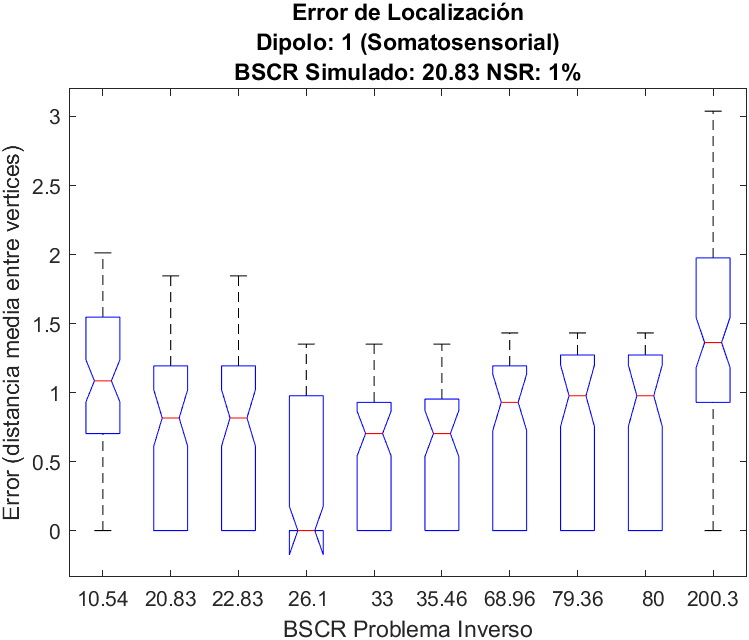 Error de Localización
Dipolo: 1 (Somatosensorial)
BSCR Simulado: 20.83 NSR: 1%
Error (distancia media entre vertices)
3
2.5
2
1.5
1
0.5
0
10.54 20.83 22.83 26.1 33 35.46 68.96 79.36 80 200.3
BSCR Problema Inverso